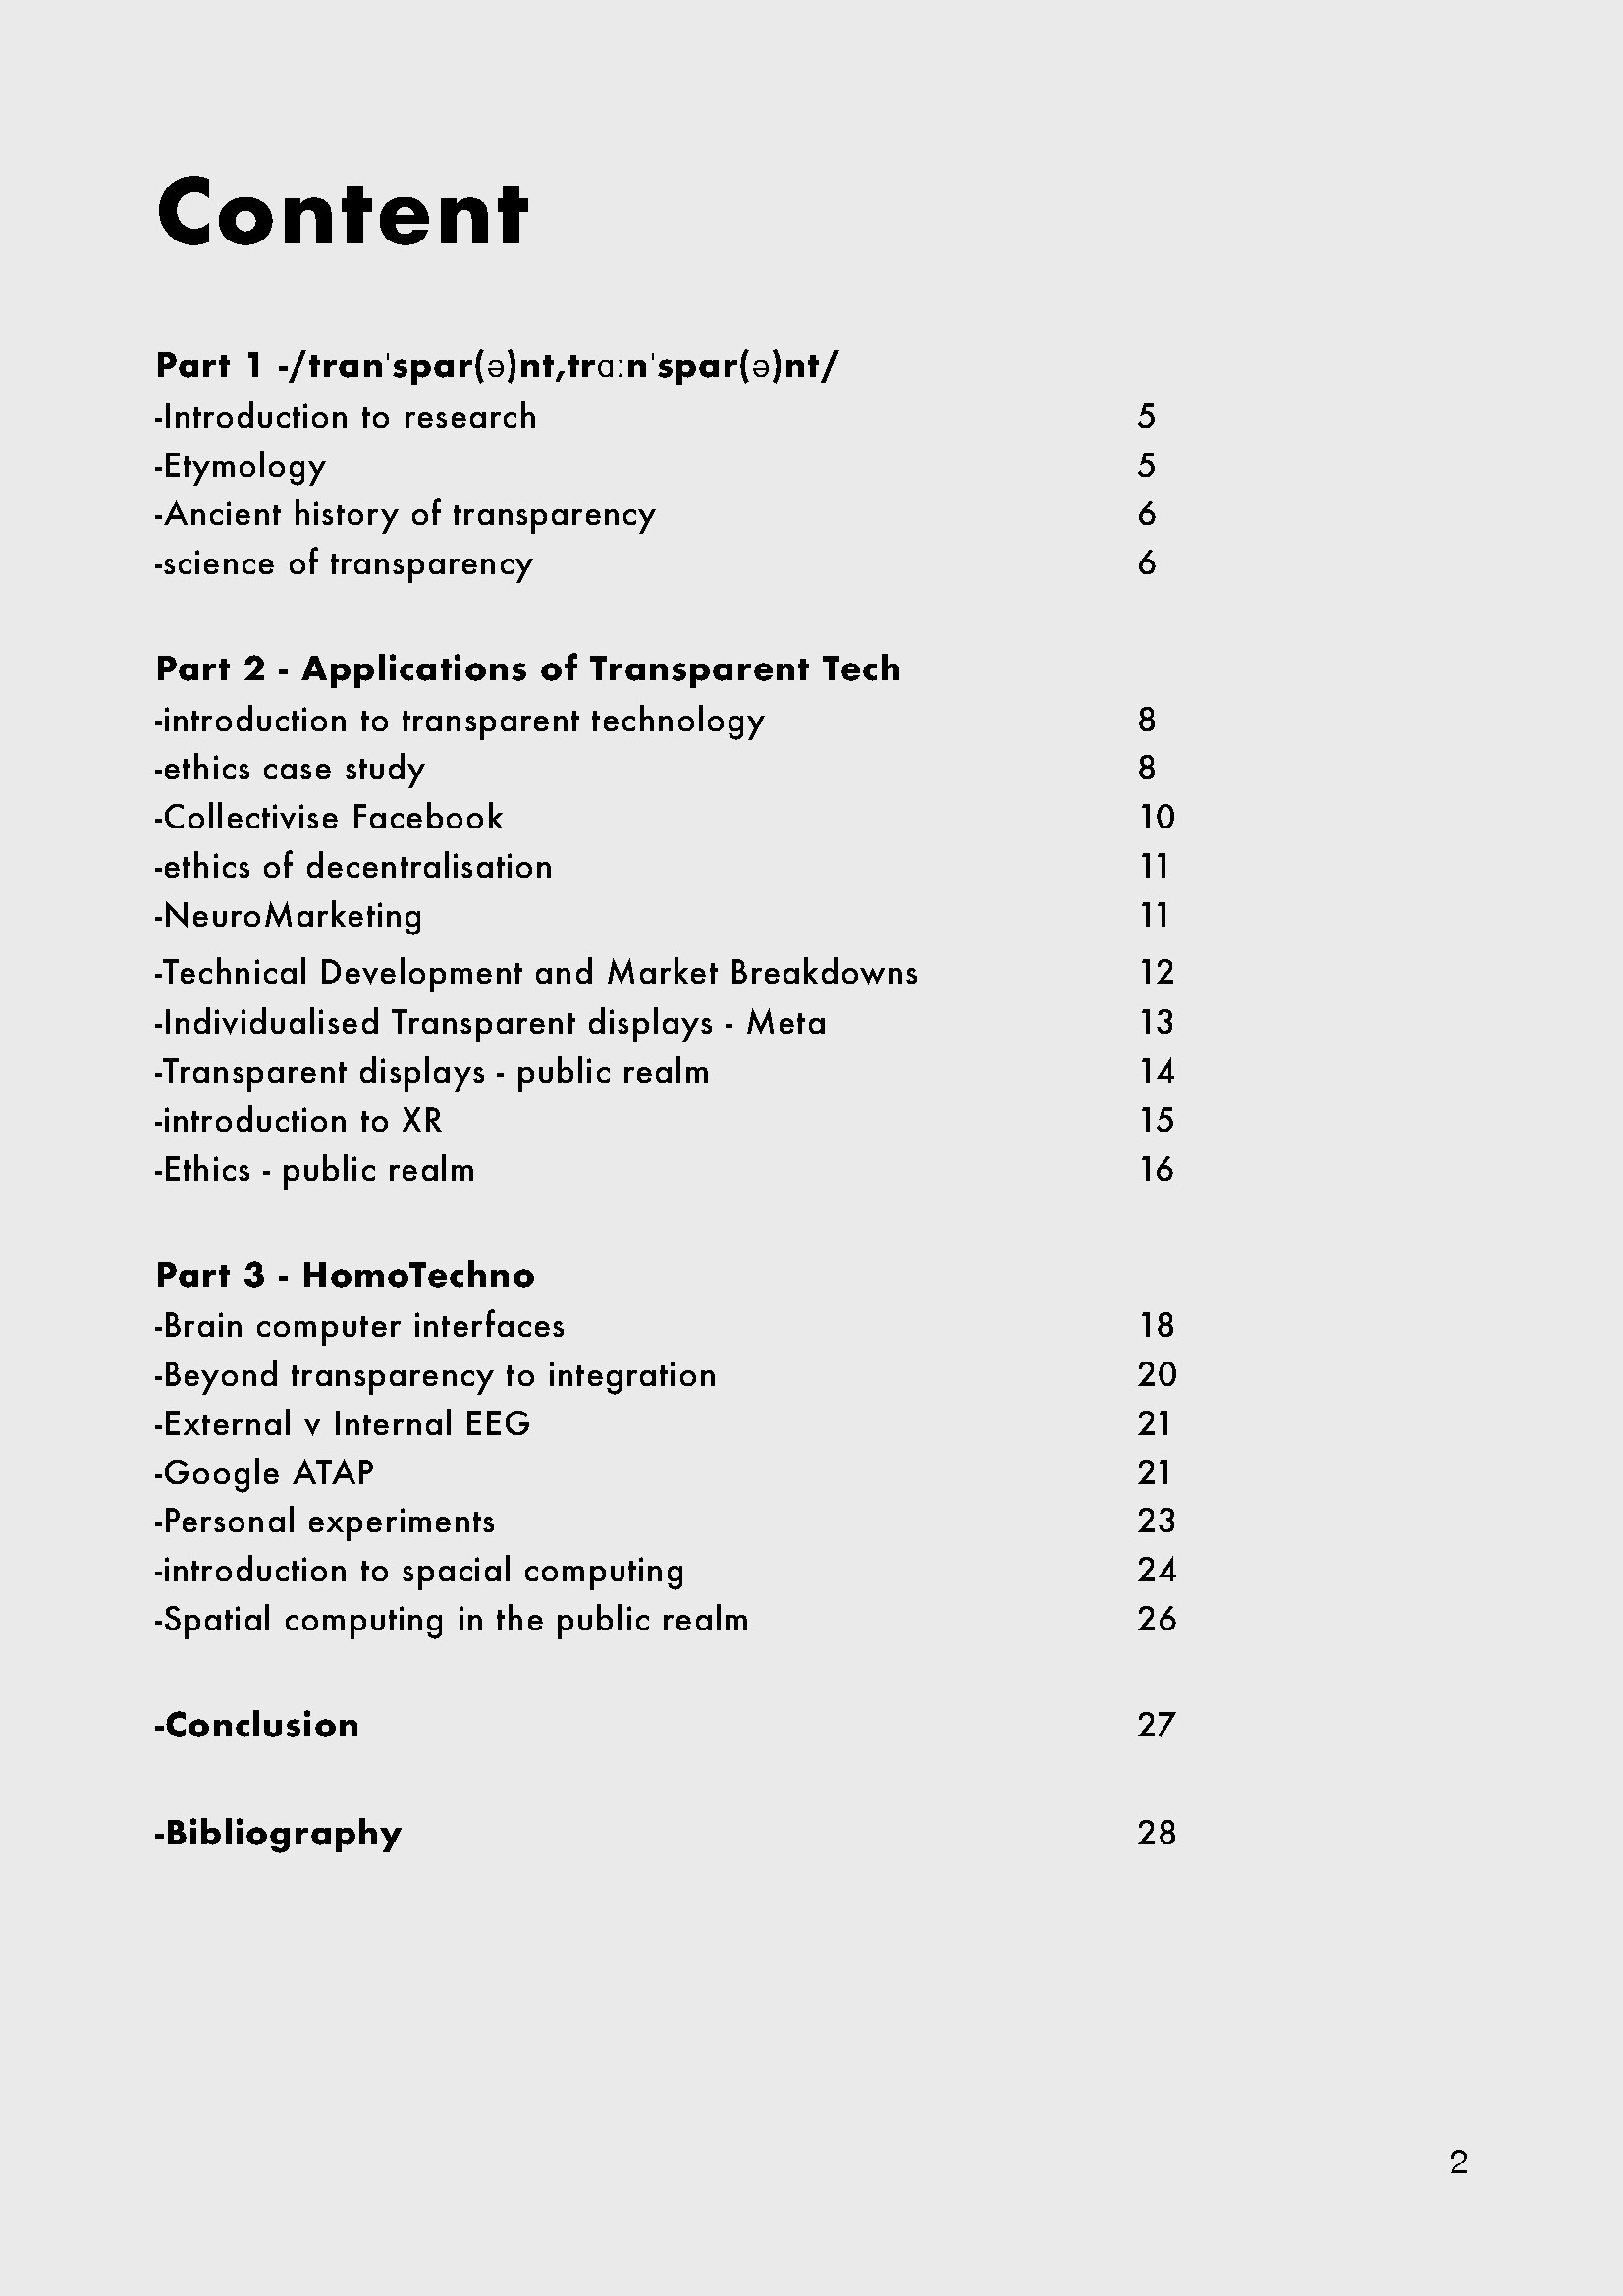 Content
Part 1 -/tranˈspar(ə)nt,trɑːnˈspar(ə)nt/
-Introduction to research 5
-Etymology 5
-Ancient history of transparency 6
-science of transparency 6
Part 2 - Applications of Transparent Tech
-introduction to transparent technology 8
-ethics case study 8
-Collectivise Facebook 10
-ethics of decentralisation 11
-NeuroMarketing 11
-Technical Development and Market Breakdowns 12
-Individualised Transparent displays - Meta 13
-Transparent displays - public realm 14
-introduction to XR 15
-Ethics - public realm 16
Part 3 - HomoTechno
-Brain computer interfaces 18
-Beyond transparency to integration 20
-External v Internal EEG 21
-Google ATAP 21
-Personal experiments 23
-introduction to spacial computing 24
-Spatial computing in the public realm 26
-Conclusion 27
-Bibliography 28
2